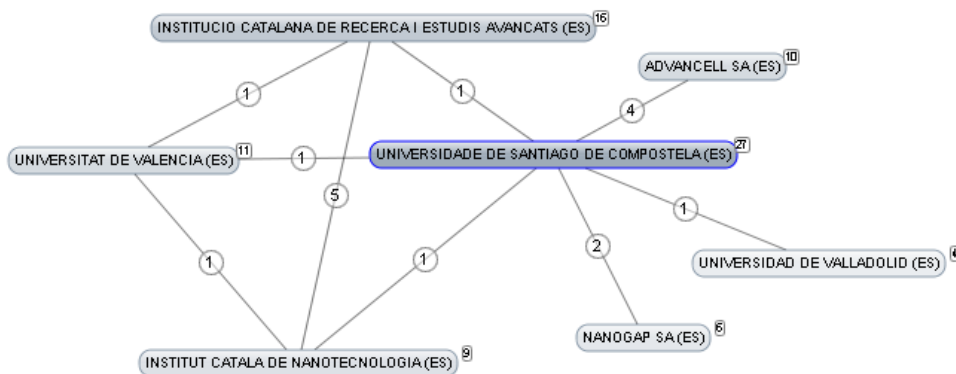 INSTITUCIO CATALANA DE RECERCA I ESTUDIS AVANCATS (ES) 16
ADVANCELL SA (ES) 10
1
1
4
UNIVERSITAT DE VALENCIA (ES) 11
1
UNIVERSIDADE DE SANTIAGO DE COMPOSTELA (ES) 27
5
1
1
1
2
UNIVERSIDAD DE VALLADOLID (ES)
NANOGAP SA (ES) 6
INSTITUT CATALA DE NANOTECNOLOGIA (ES) 9